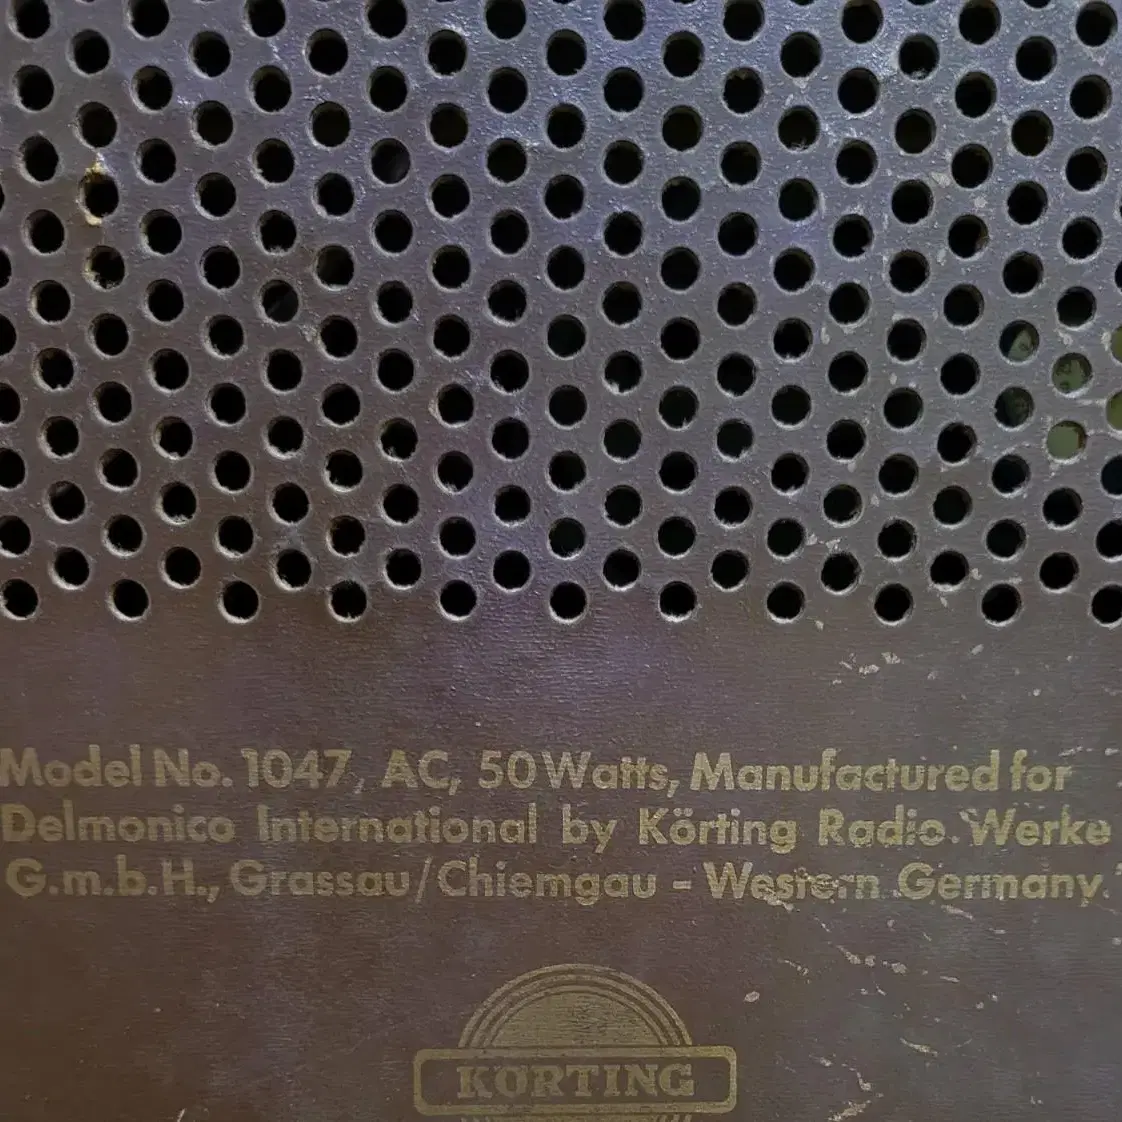 Model No. 1047, AC, 50 Watts, Manufactured for
Delmonico International by Körting Radio Werke
G.m.b.H., Grassau/Chiemgau - Western Germany.
KÖRTING